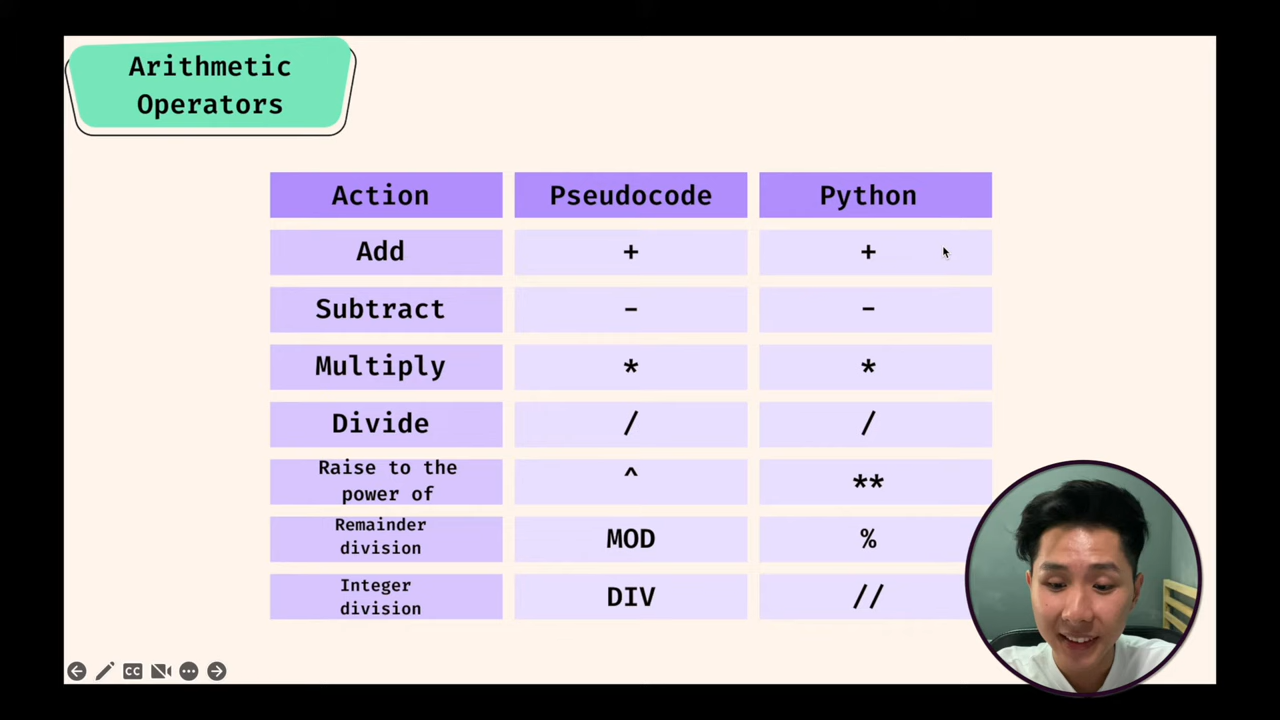 Arithmetic
Operators
Action Pseudocode Python
Add + +
Subtract - -
Multiply * *
Divide / /
Raise to the
power of ^ **
Remainder
division MOD %
Integer
division DIV //
CC